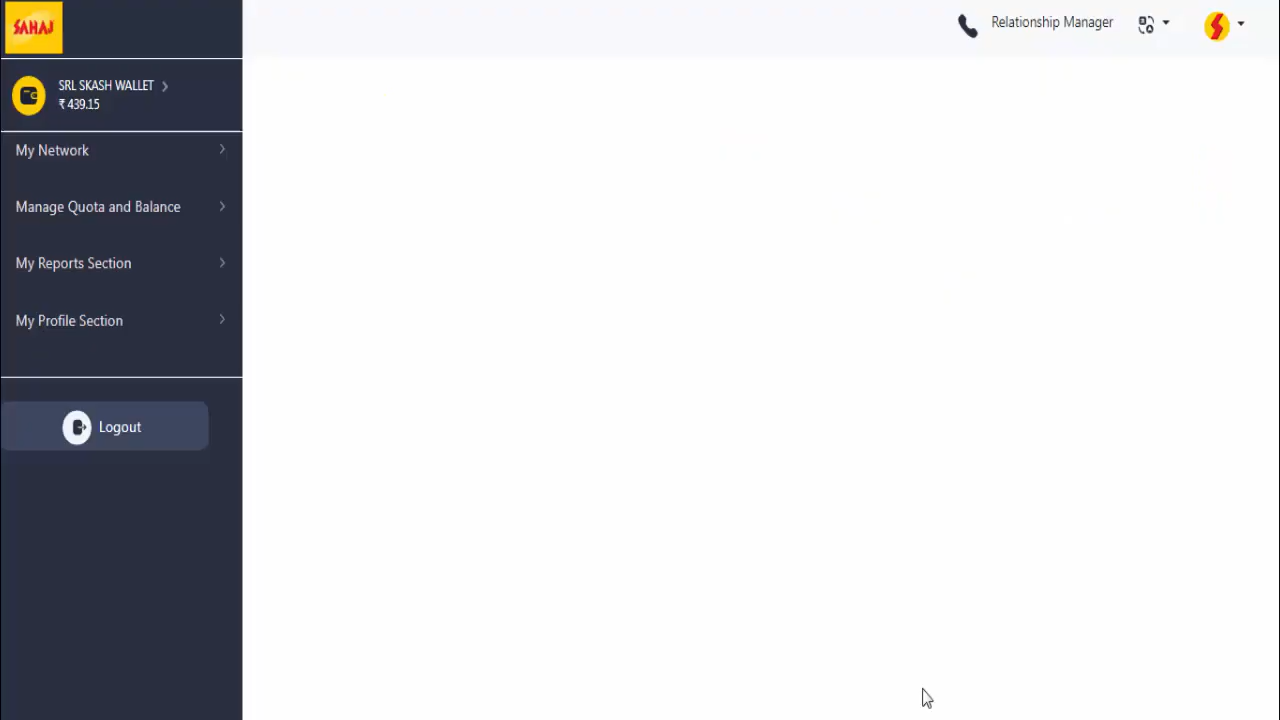 SAHAJ
Relationship Manager
SRL SKASH WALLET
₹ 439.15
My Network
Manage Quota and Balance
My Reports Section
My Profile Section
Logout